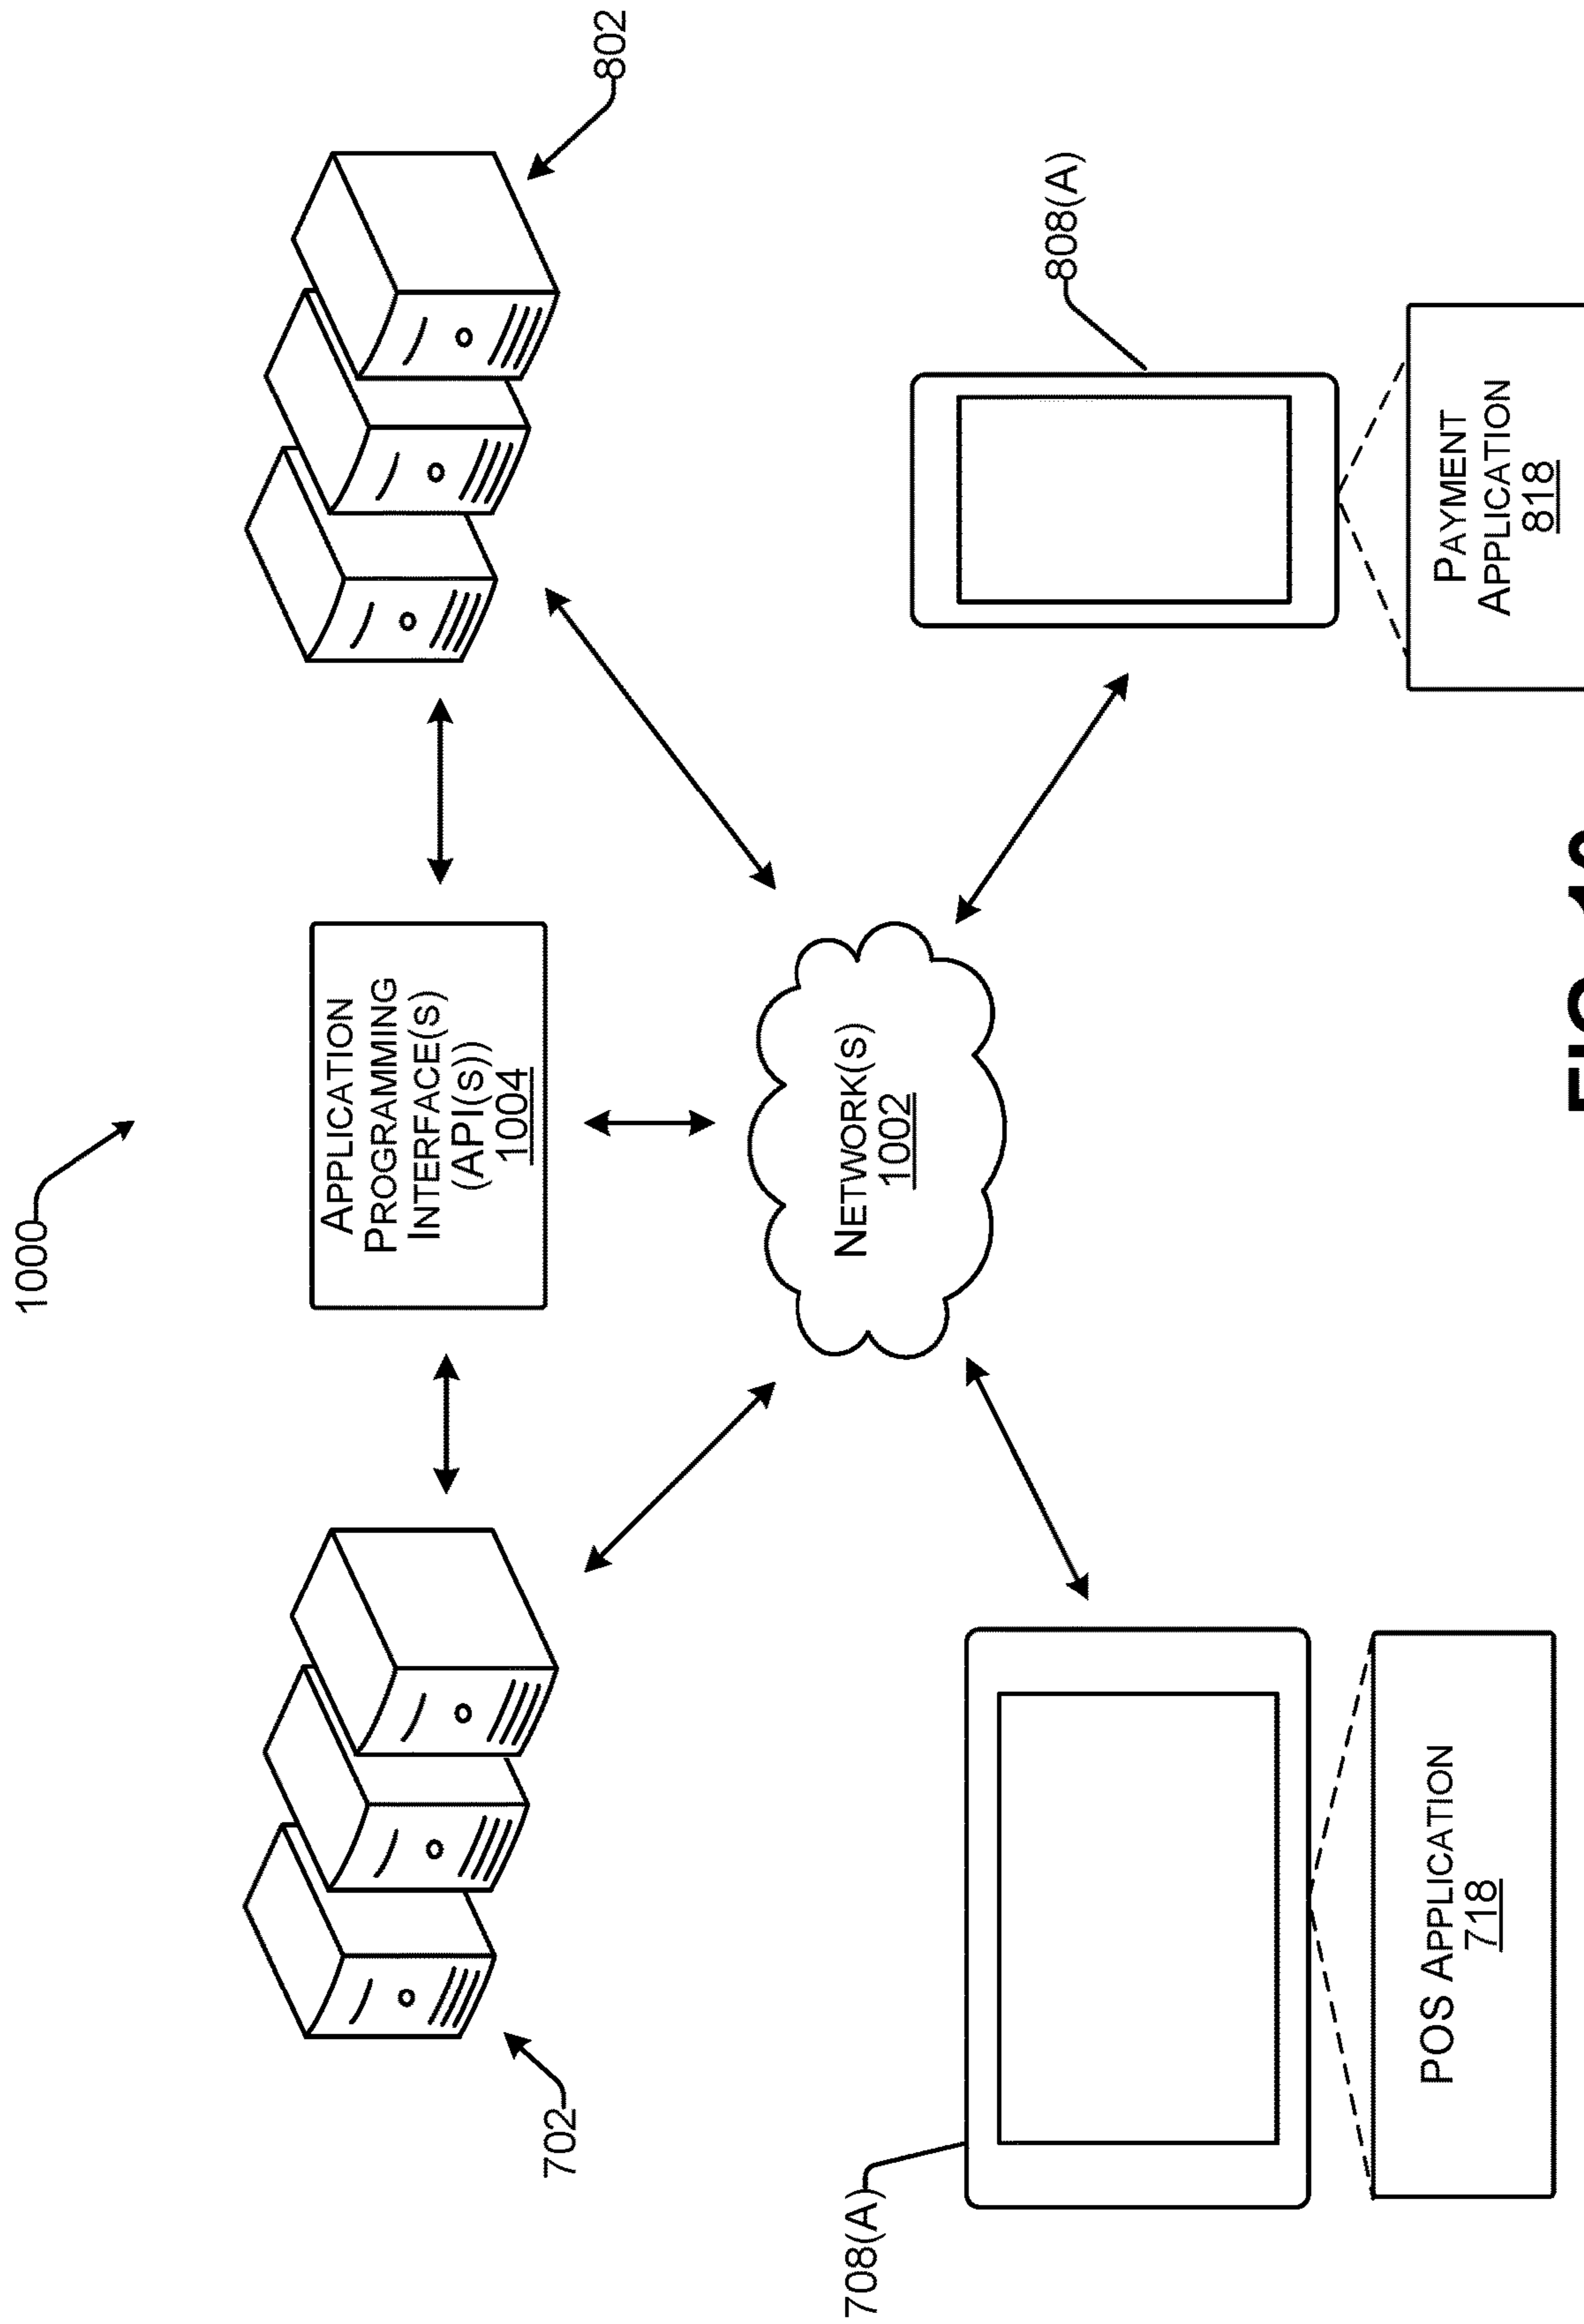 1000
702
APPLICATION
PROGRAMMING
INTERFACE(S)
(API(S))
1004
802
NETWORK(S)
1002
708(A)
POS APPLICATION
718
808(A)
PAYMENT
APPLICATION
818